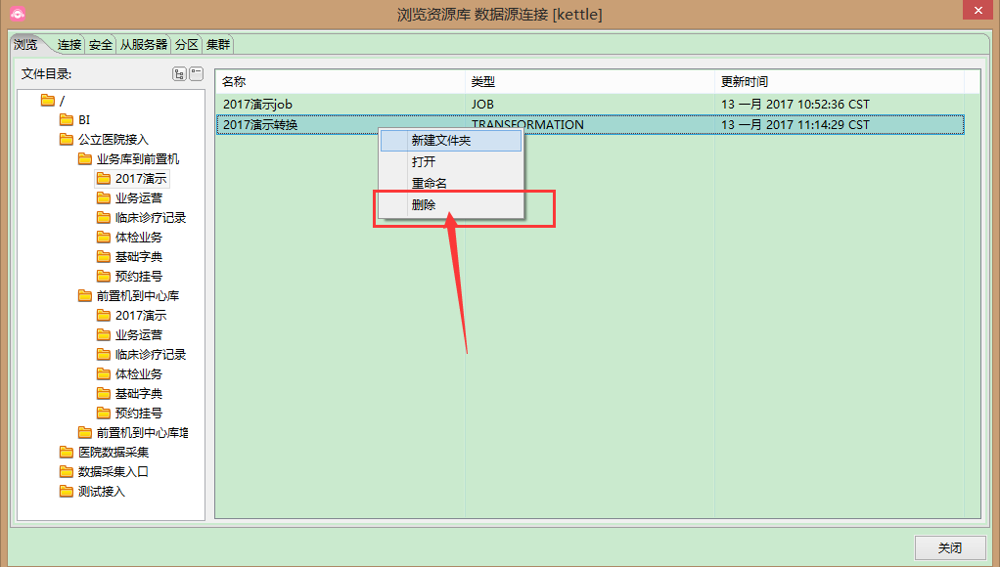 浏览资源库 数据源连接 [kettle]
浏览 连接 安全 从服务器 分区 集群
文件目录:
/
BI
公立医院接入
业务库到前置机
2017演示
业务运营
临床诊疗记录
体检业务
基础字典
预约挂号
前置机到中心库
2017演示
业务运营
临床诊疗记录
体检业务
基础字典
预约挂号
前置机到中心库增
医院数据采集
数据采集入口
测试接入
名称 类型 更新时间
2017演示job JOB 13 一月 2017 10:52:36 CST
2017演示转换 TRANSFORMATION 13 一月 2017 11:14:29 CST
新建文件夹
打开
重命名
删除
关闭